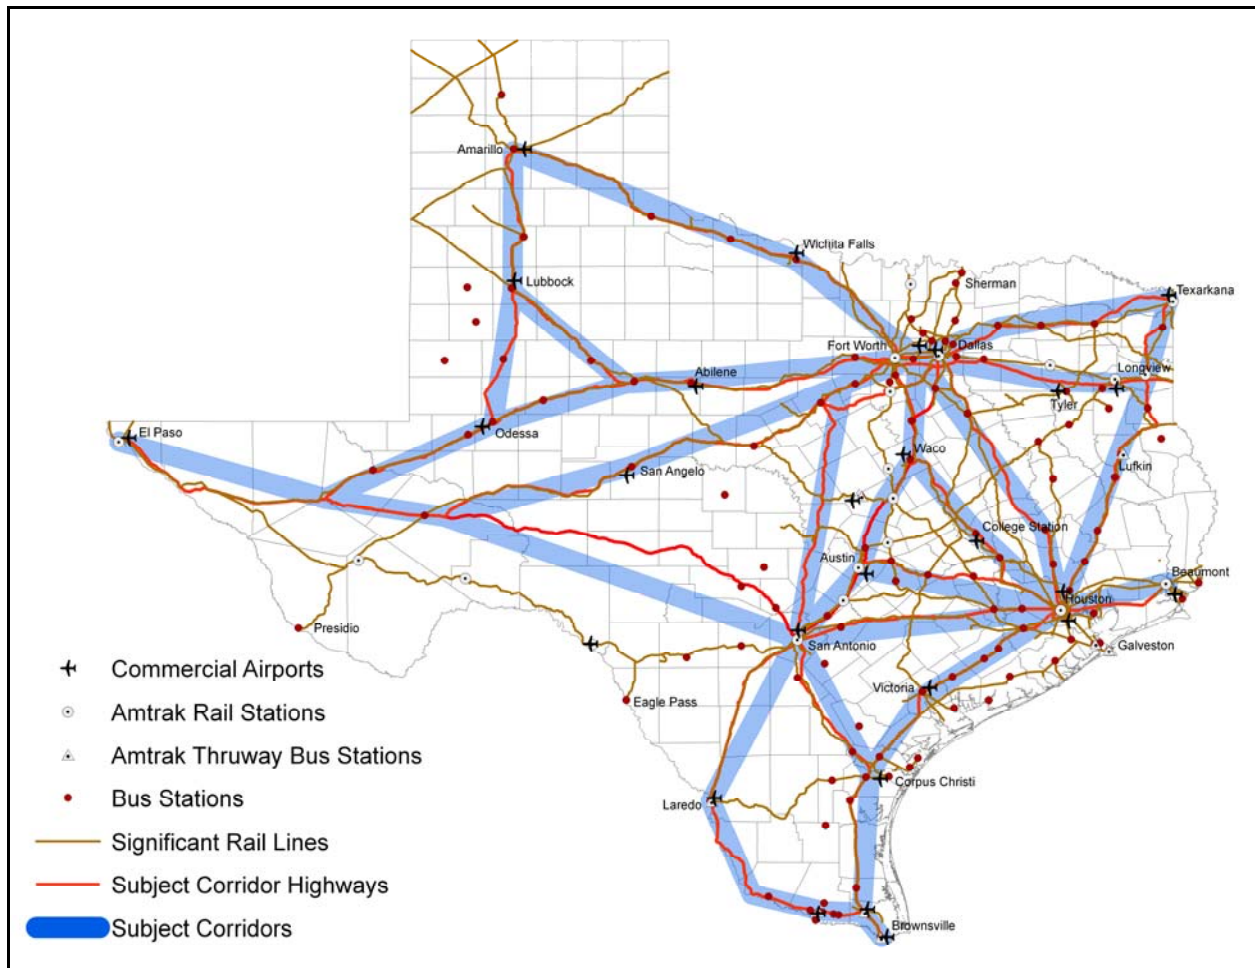 Amarillo
Wichita Falls
Lubbock
Sherman
Texarkana
Fort Worth
Dallas
Abilene
Longview
Tyler
El Paso
Odessa
Waco
San Angelo
Lufkin
College Station
Austin
Beaumont
Houston
Presidio
San Antonio
Galveston
Victoria
Eagle Pass
Corpus Christi
Laredo
Brownsville
Commercial Airports
Amtrak Rail Stations
Amtrak Thruway Bus Stations
Bus Stations
Significant Rail Lines
Subject Corridor Highways
Subject Corridors